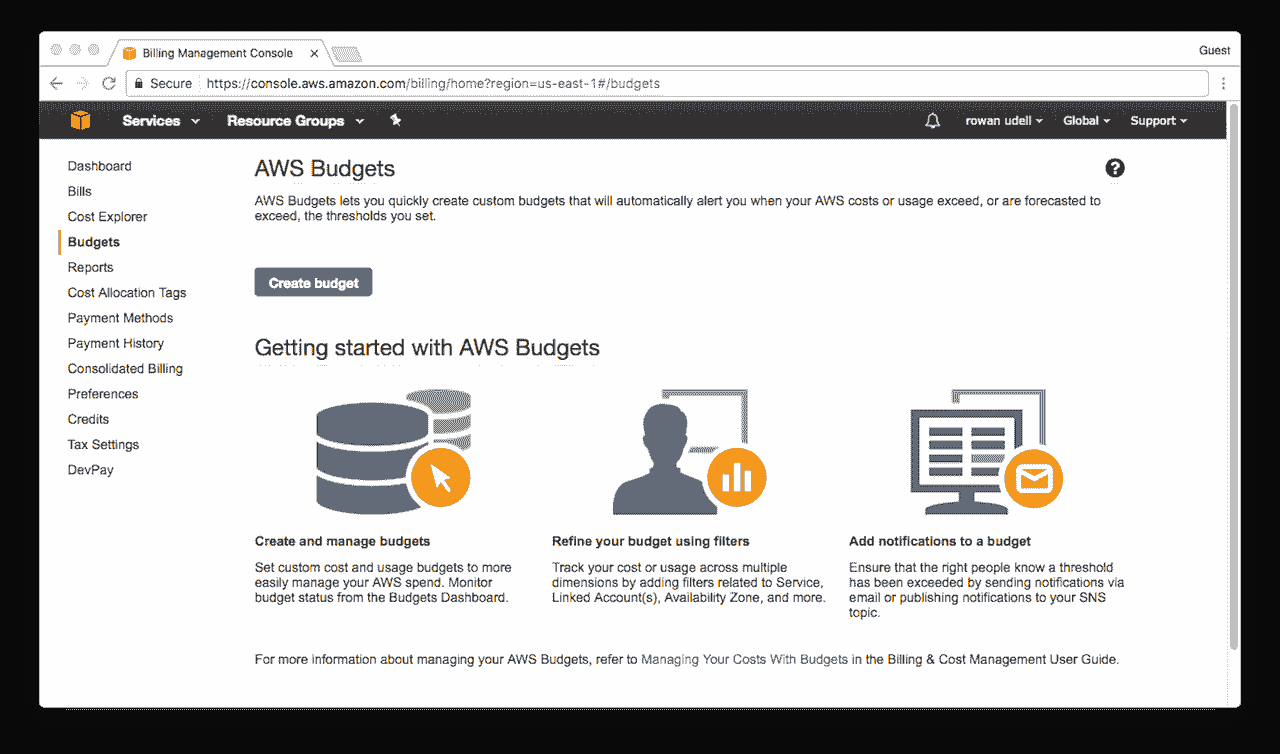 Billing Management Console
Guest
Secure https://console.aws.amazon.com/billing/home?region=us-east-1#/budgets
Services Resource Groups rowan udell Global Support
Dashboard
Bills
Cost Explorer
Budgets
Reports
Cost Allocation Tags
Payment Methods
Payment History
Consolidated Billing
Preferences
Credits
Tax Settings
DevPay
AWS Budgets
?
AWS Budgets lets you quickly create custom budgets that will automatically alert you when your AWS costs or usage exceed, or are forecasted to
exceed, the thresholds you set.
Create budget
Getting started with AWS Budgets
Create and manage budgets
Set custom cost and usage budgets to more
easily manage your AWS spend. Monitor
budget status from the Budgets Dashboard.
Refine your budget using filters
Track your cost or usage across multiple
dimensions by adding filters related to Service,
Linked Account(s), Availability Zone, and more.
Add notifications to a budget
Ensure that the right people know a threshold
has been exceeded by sending notifications via
email or publishing notifications to your SNS
topic.
For more information about managing your AWS Budgets, refer to Managing Your Costs With Budgets in the Billing & Cost Management User Guide.